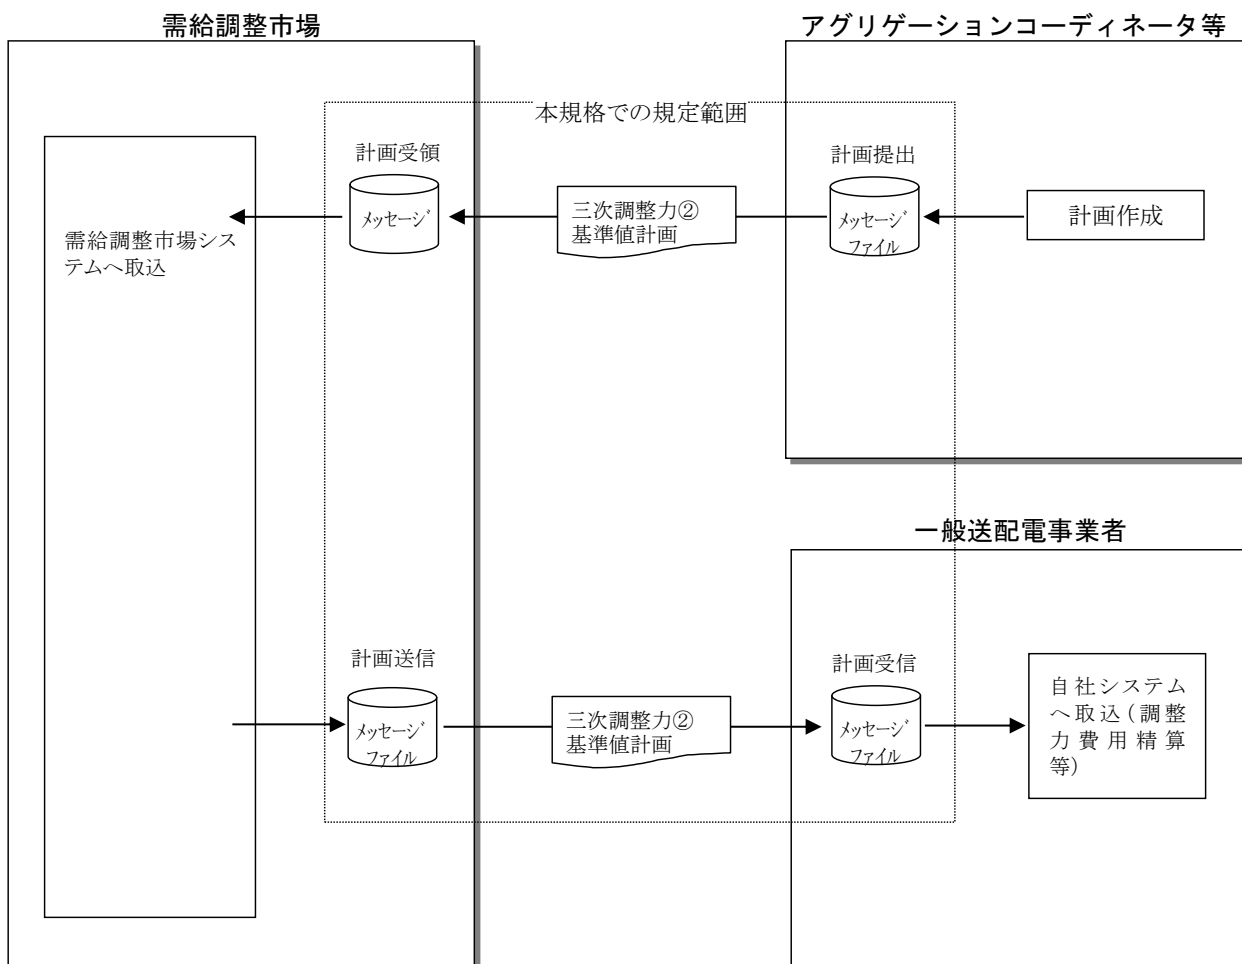 需給調整市場
アグリゲーションコーディネータ等
本規格での規定範囲
計画受領
計画提出
メッセージ
三次調整力②
基準値計画
メッセージ
ファイル
計画作成
需給調整市場シス
テムへ取込
一般送配電事業者
計画送信
計画受信
メッセージ
ファイル
三次調整力②
基準値計画
メッセージ
ファイル
自社システム
へ取込(調整
力費用精算
等)